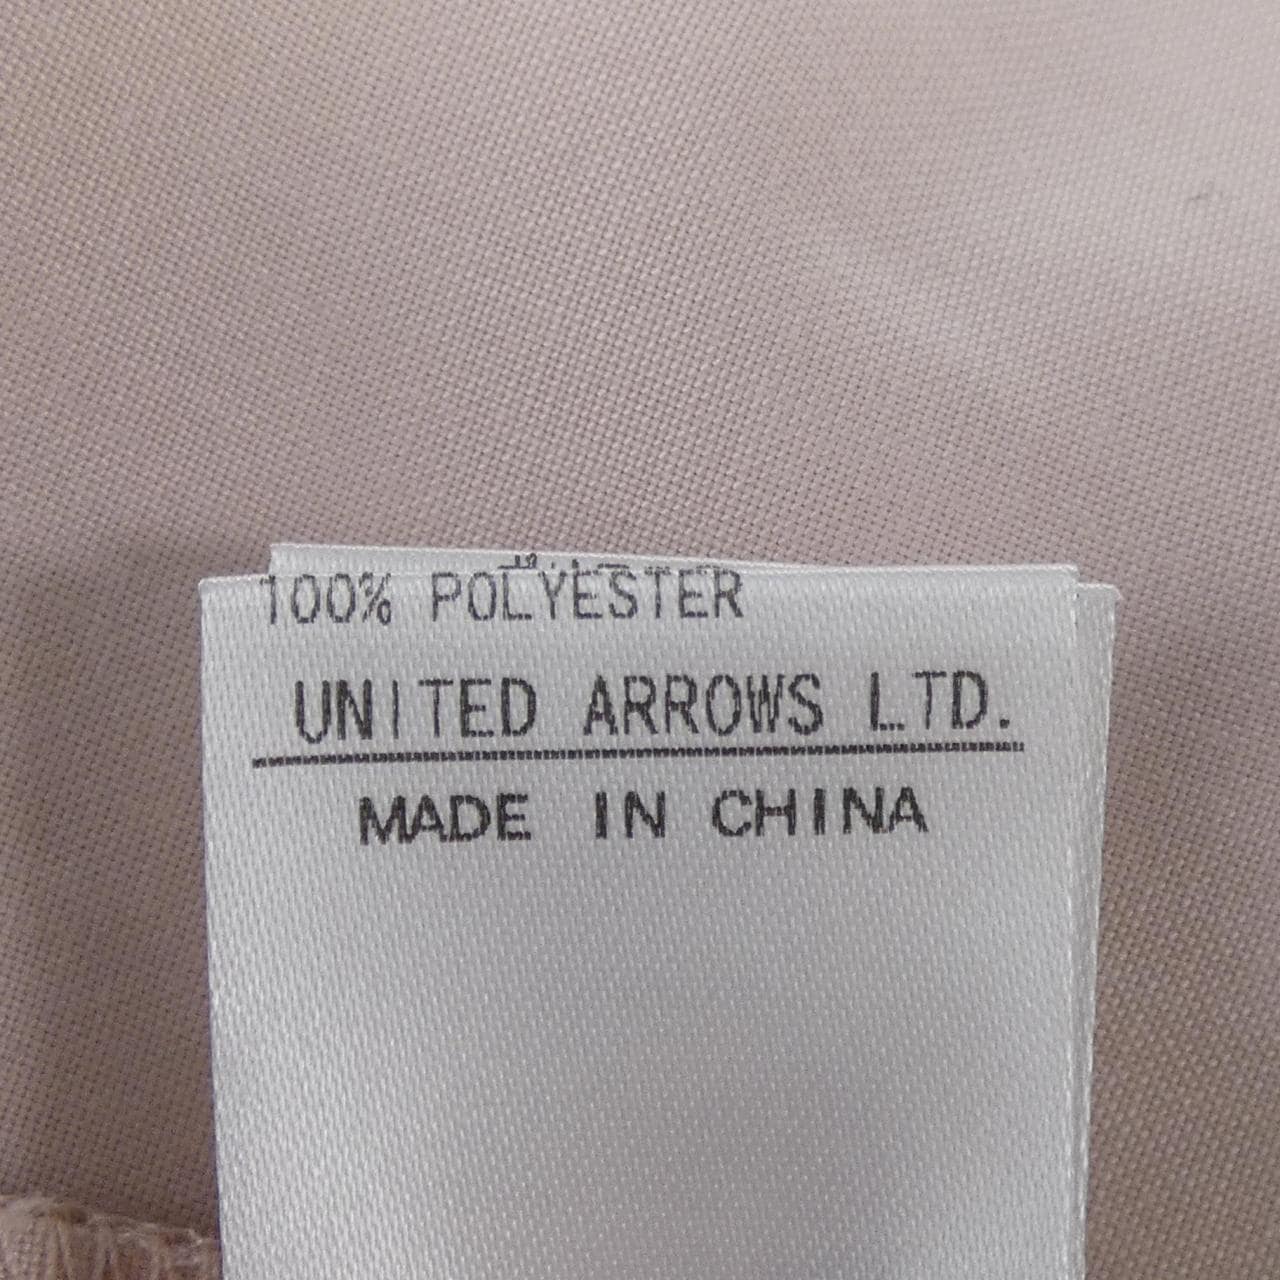 100% POLYESTER
UNITED ARROWS LTD.
MADE IN CHINA